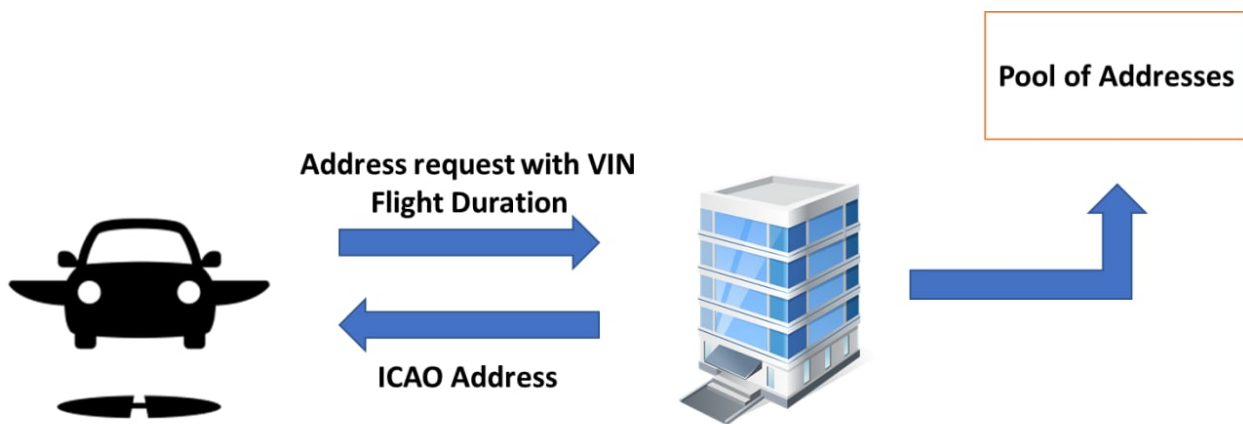 Pool of Addresses
Address request with VIN
Flight Duration
ICAO Address